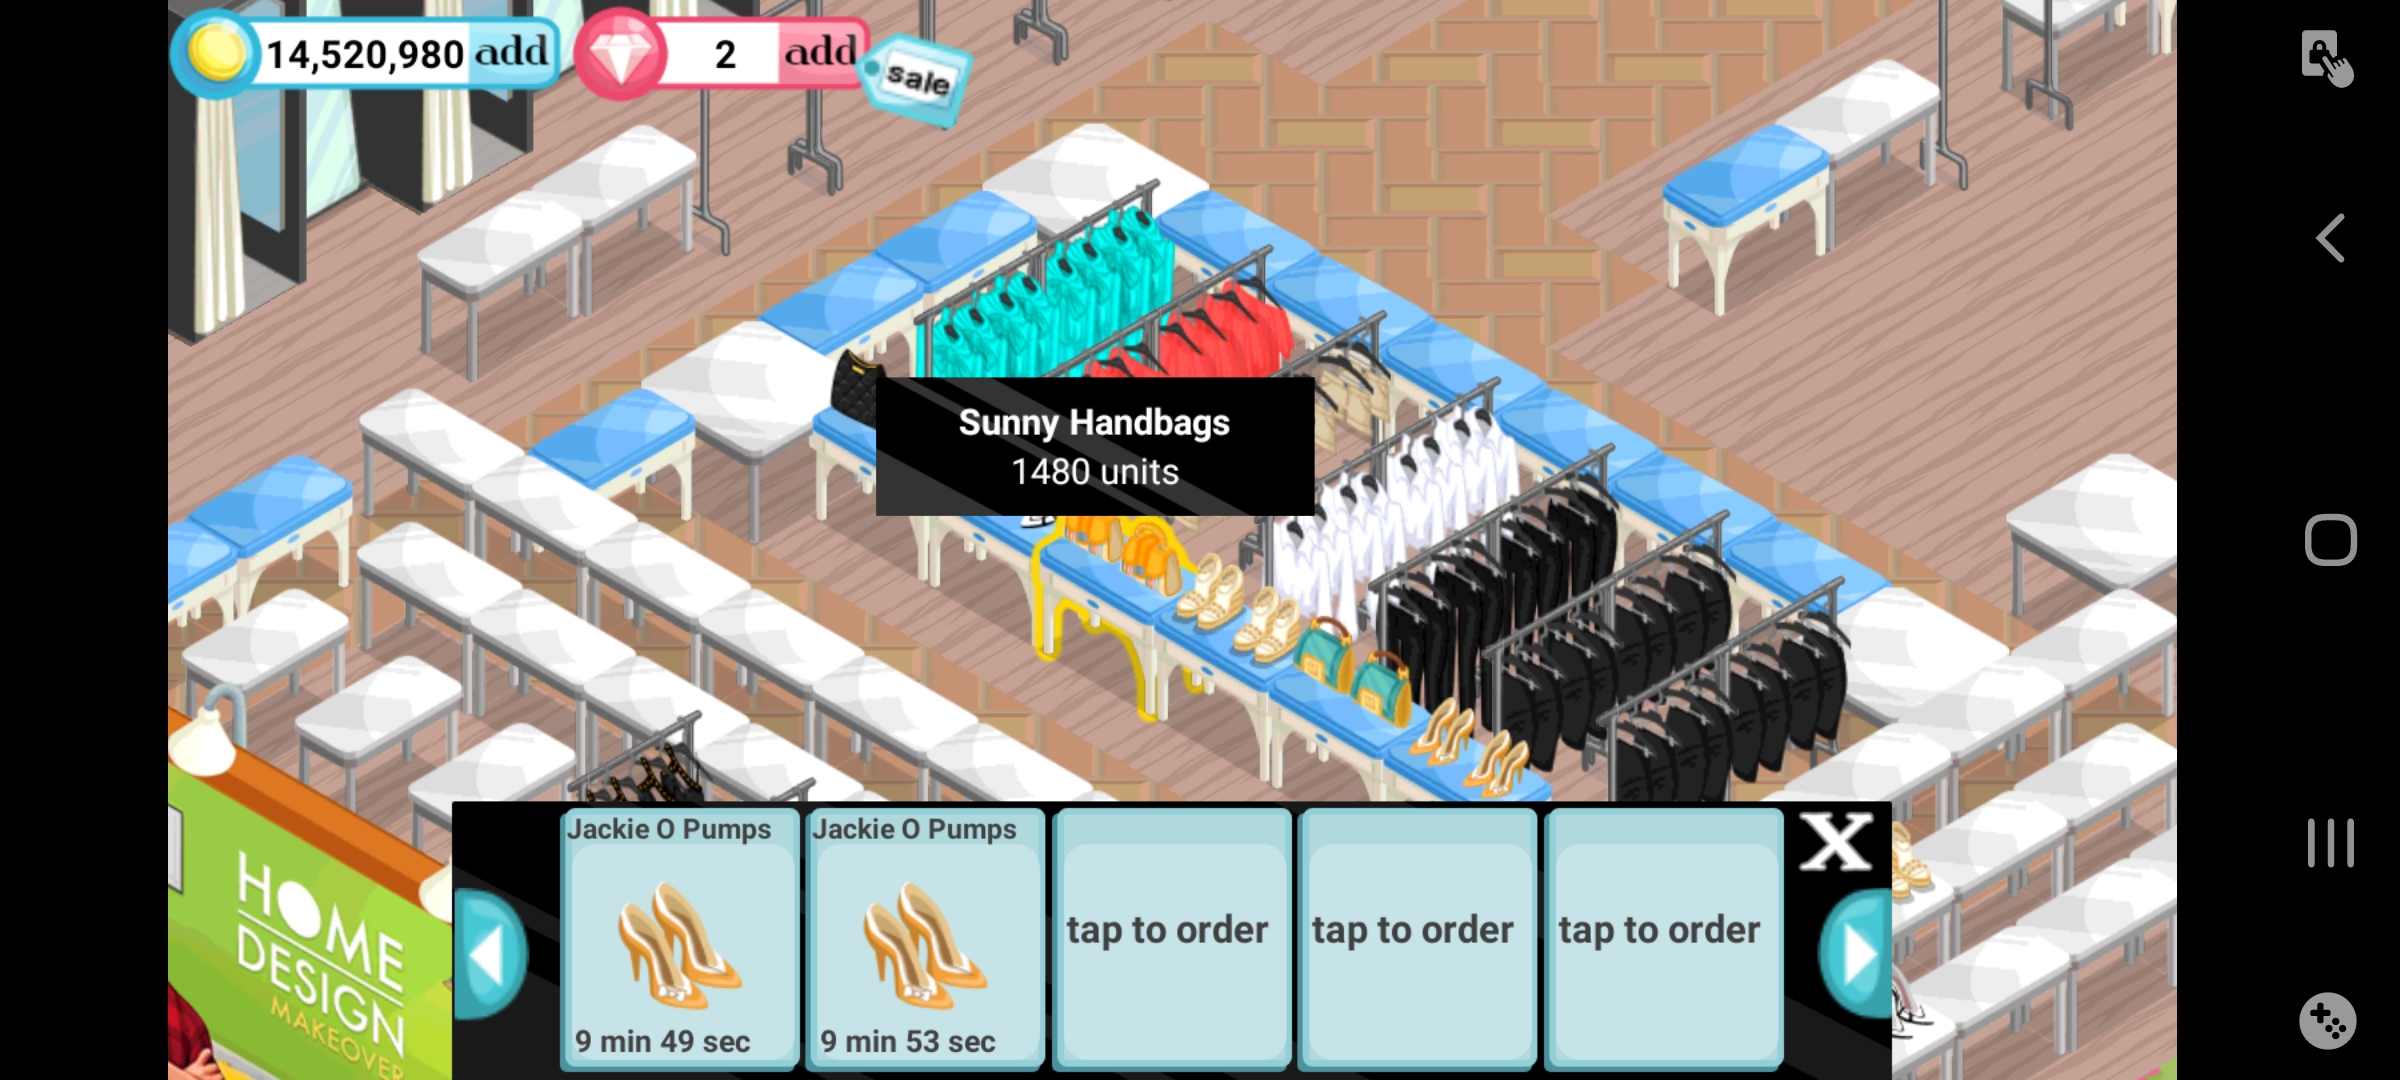 14,520,980 add
2 add
sale
Sunny Handbags
1480 units
HOME
DESIGN
MAKEOVER
Jackie O Pumps
9 min 49 sec
Jackie O Pumps
9 min 53 sec
tap to order
tap to order
tap to order
X